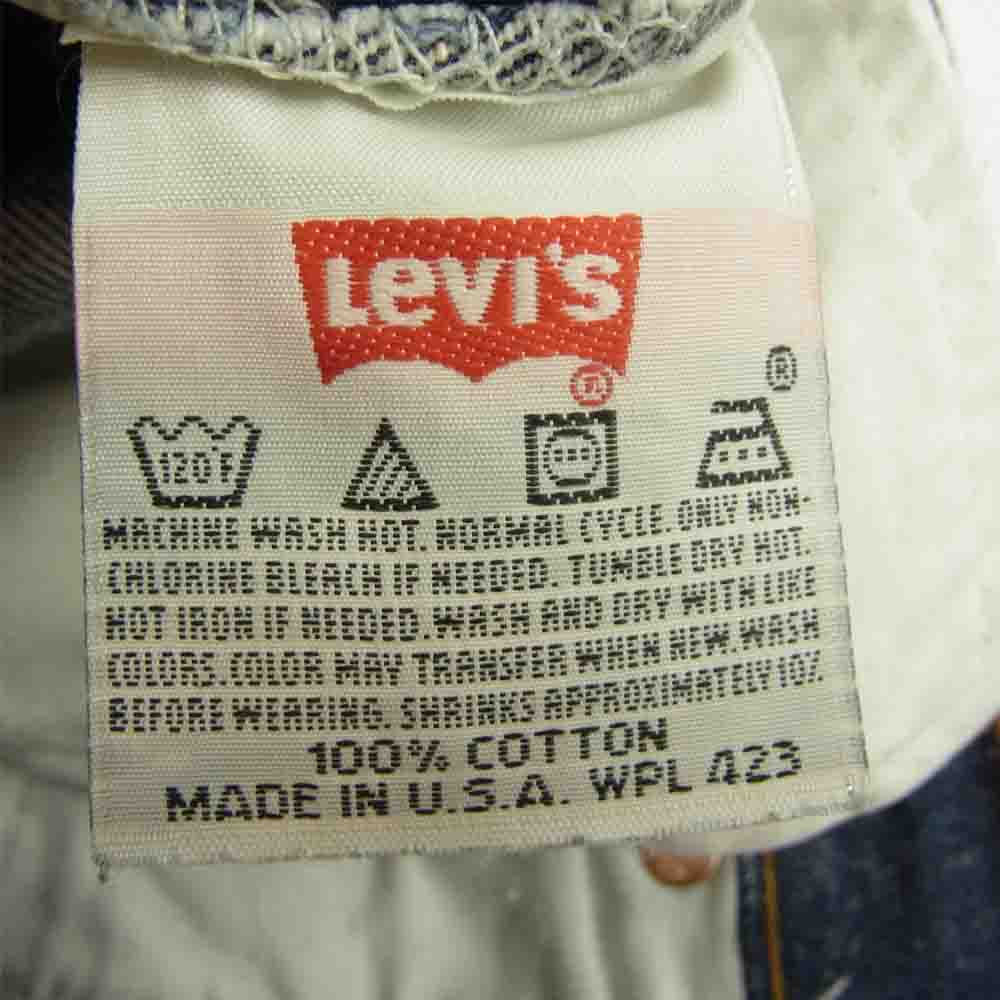 Levi's
®
®
120F
MACHINE WASH HOT. NORMAL CYCLE. ONLY NON-
CHLORINE BLEACH IF NEEDED. TUMBLE DRY HOT.
HOT IRON IF NEEDED. WASH AND DRY WITH LIKE
COLORS. COLOR MAY TRANSFER WHEN NEW. WASH
BEFORE WEARING. SHRINKS APPROXIMATELY 10%.
100% COTTON
MADE IN U.S.A. WPL 423